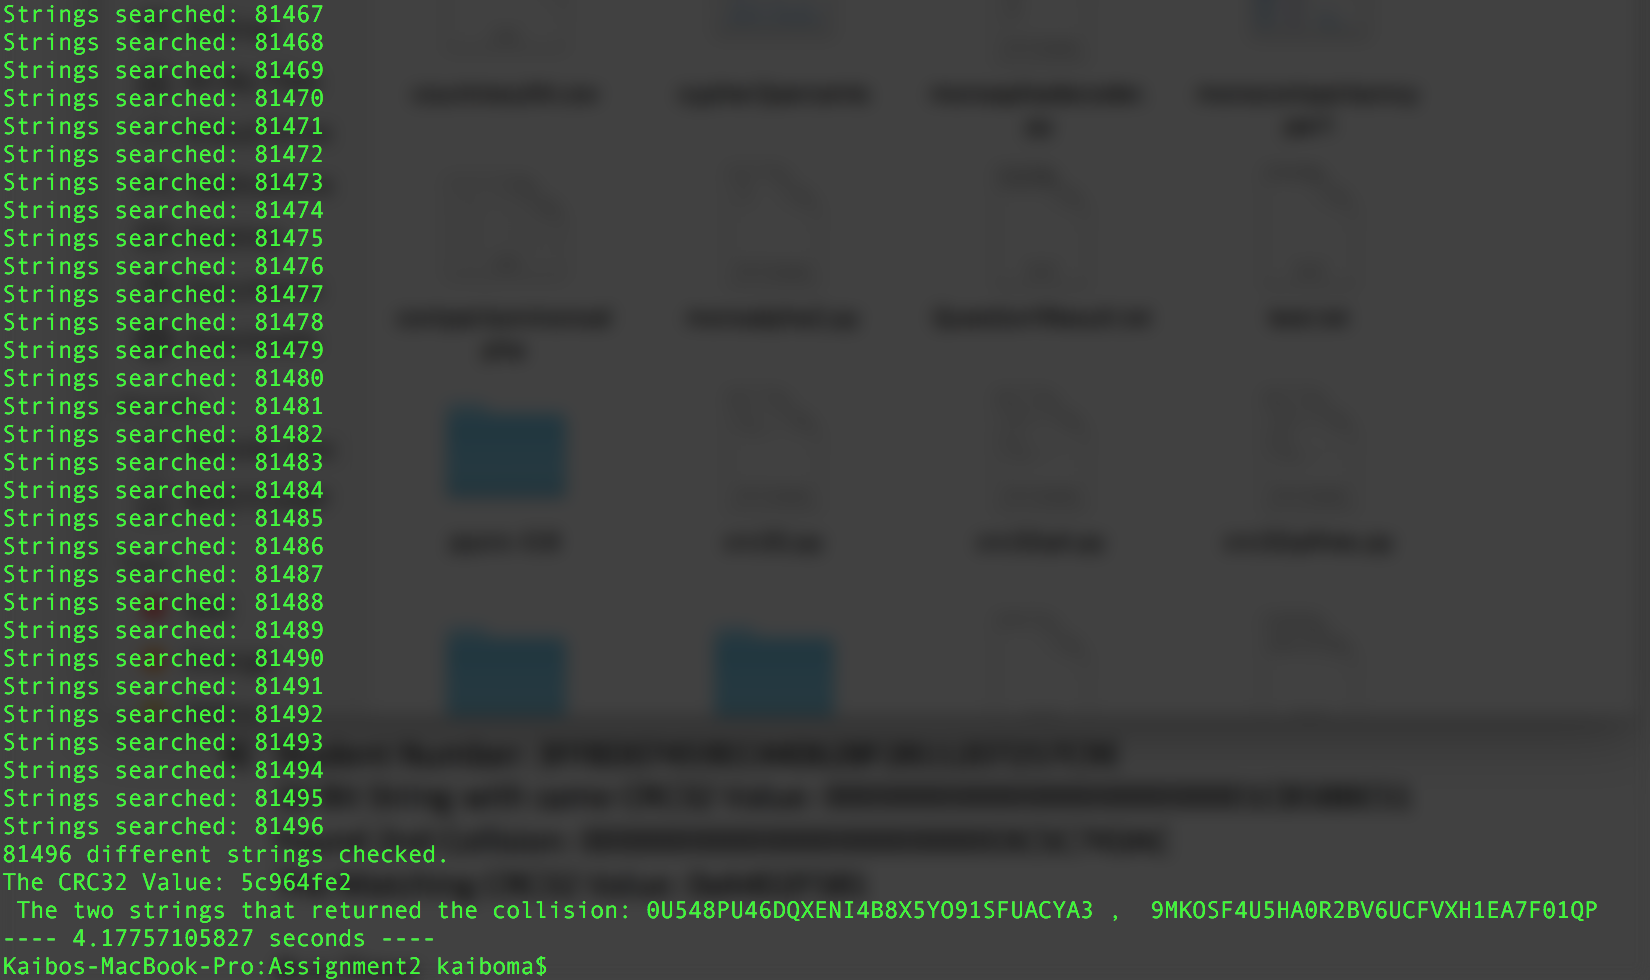 Strings searched: 81467
Strings searched: 81468
Strings searched: 81469
Strings searched: 81470
Strings searched: 81471
Strings searched: 81472
Strings searched: 81473
Strings searched: 81474
Strings searched: 81475
Strings searched: 81476
Strings searched: 81477
Strings searched: 81478
Strings searched: 81479
Strings searched: 81480
Strings searched: 81481
Strings searched: 81482
Strings searched: 81483
Strings searched: 81484
Strings searched: 81485
Strings searched: 81486
Strings searched: 81487
Strings searched: 81488
Strings searched: 81489
Strings searched: 81490
Strings searched: 81491
Strings searched: 81492
Strings searched: 81493
Strings searched: 81494
Strings searched: 81495
Strings searched: 81496
81496 different strings checked.
The CRC32 Value: 5c964fe2
The two strings that returned the collision: 0U548PU46DQXENI4B8X5YO91SFUACYA3 , 9MKOSF4U5HA0R2BV6UCFVXH1EA7F01QP
---- 4.17757105827 seconds ----
Kaibos-MacBook-Pro:Assignment2 kaiboma$